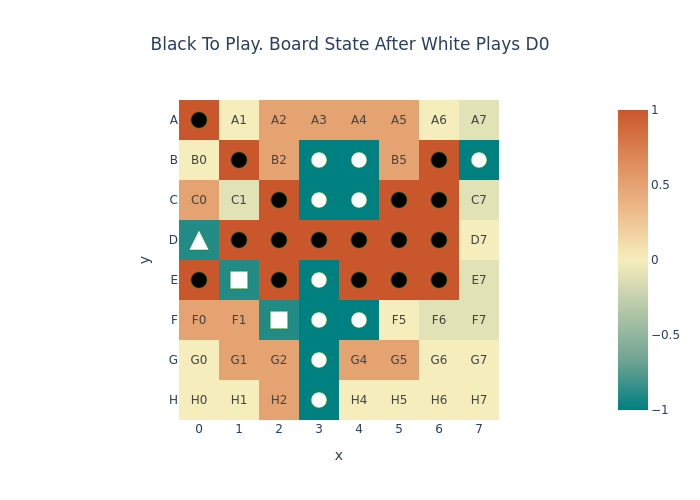 Black To Play. Board State After White Plays D0
A A1 A2 A3 A4 A5 A6 A7
B B0 B2 B5
C C0 C1 C7
D D7
E E7
F F0 F1 F5 F6 F7
G G0 G1 G2 G4 G5 G6 G7
H H0 H1 H2 H4 H5 H6 H7
0 1 2 3 4 5 6 7
x
y
1
0.5
0
−0.5
−1